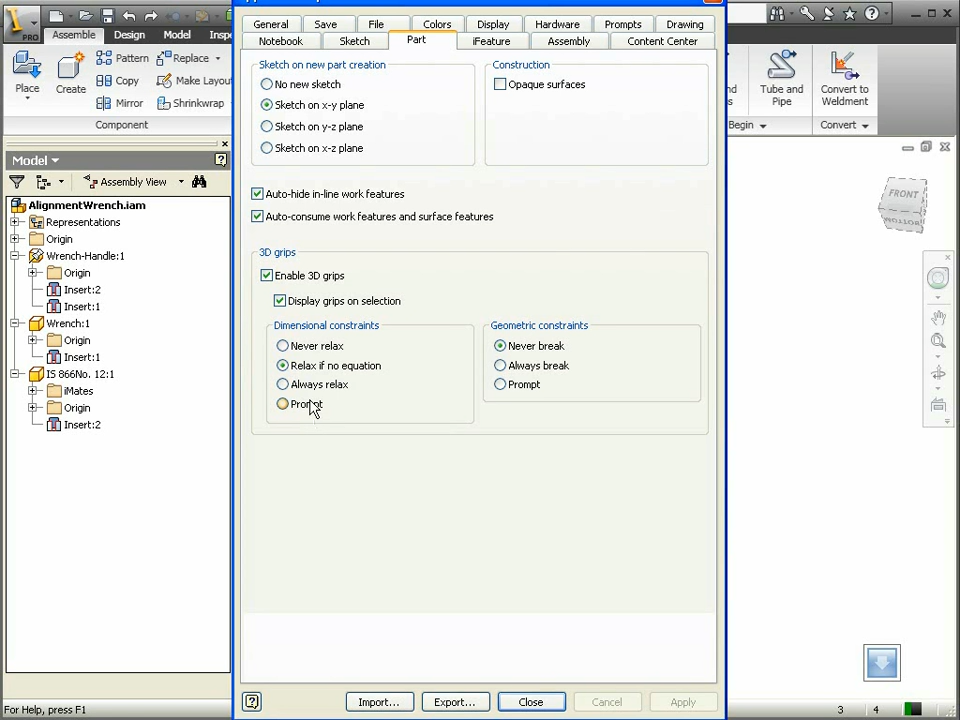 PRO
Assemble
Design
Model
Place
Create
Pattern
Copy
Mirror
Replace
Shrinkwrap
Component
General
Save
File
Colors
Display
Hardware
Prompts
Drawing
Notebook
Sketch
Part
iFeature
Assembly
Content Center
Tube and
Pipe
Convert to
Weldment
Begin
Convert
Model
Assembly View
AlignmentWrench.iam
Representations
Origin
Wrench-Handle:1
Origin
Insert:2
Insert:1
Wrench:1
Origin
Insert:1
IS 866No. 12:1
iMates
Origin
Insert:2
Sketch on new part creation
No new sketch
Sketch on x-y plane
Sketch on y-z plane
Sketch on x-z plane
Construction
Opaque surfaces
Auto-hide in-line work features
Auto-consume work features and surface features
3D grips
Enable 3D grips
Display grips on selection
Dimensional constraints
Never relax
Relax if no equation
Always relax
Prompt
Geometric constraints
Never break
Always break
Prompt
FRONT
BOTTOM
Import...
Export...
Close
Cancel
Apply
For Help, press F1
3
4